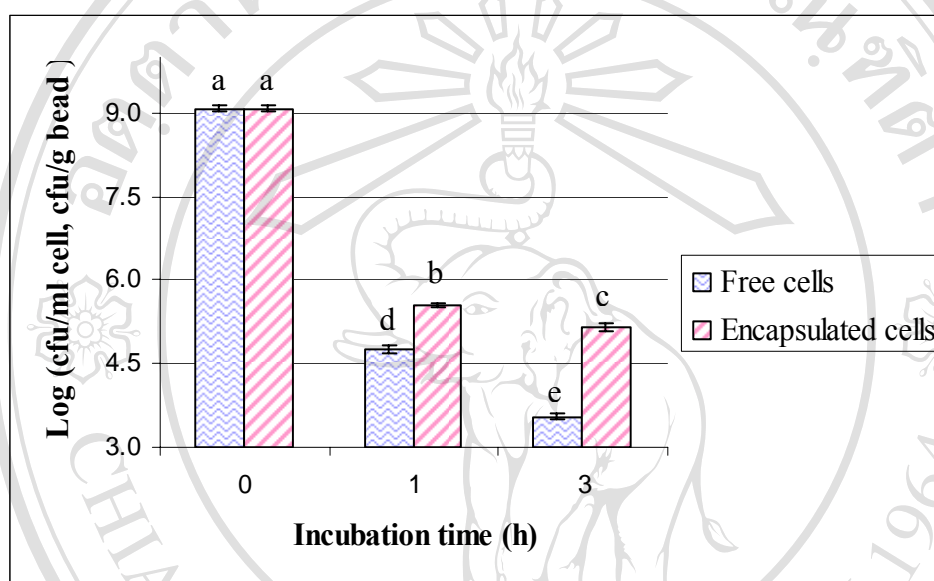 Log (cfu/ml cell, cfu/g bead )
9.0
7.5
6.0
4.5
3.0
a a
d b
e c
0 1 3
Incubation time (h)
Free cells
Encapsulated cells
1964